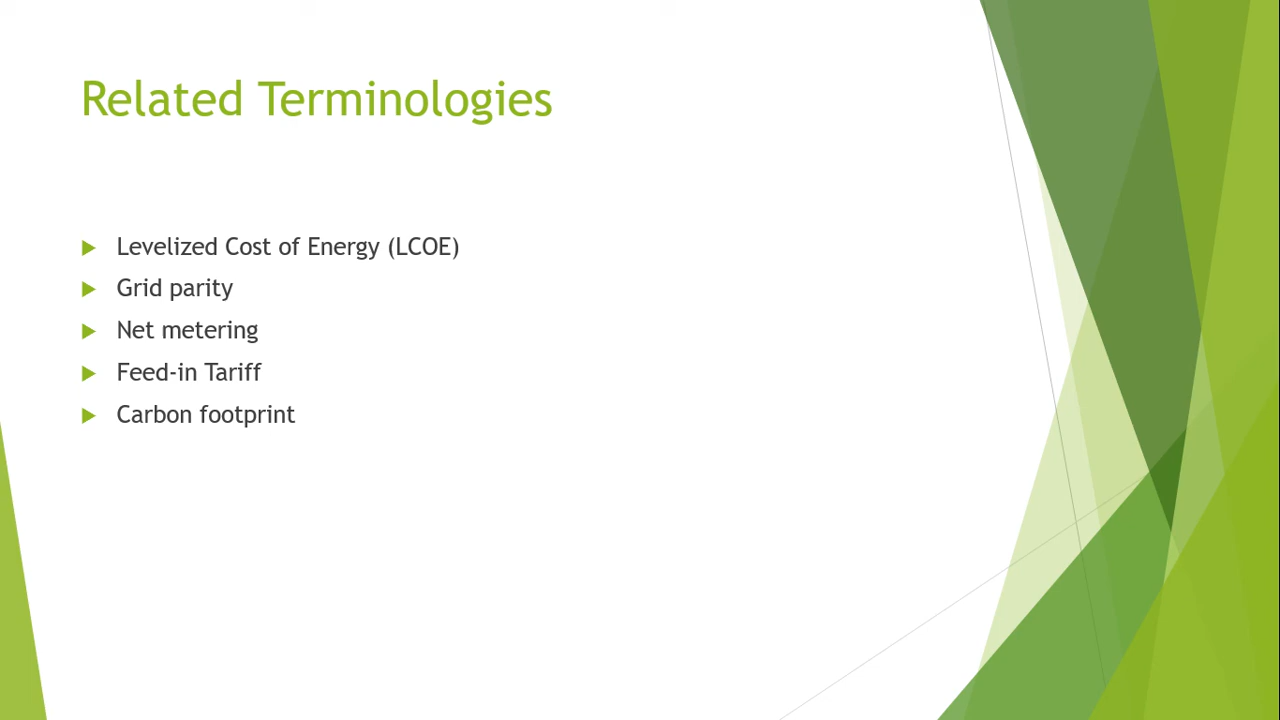 Related Terminologies
Levelized Cost of Energy (LCOE)
Grid parity
Net metering
Feed-in Tariff
Carbon footprint